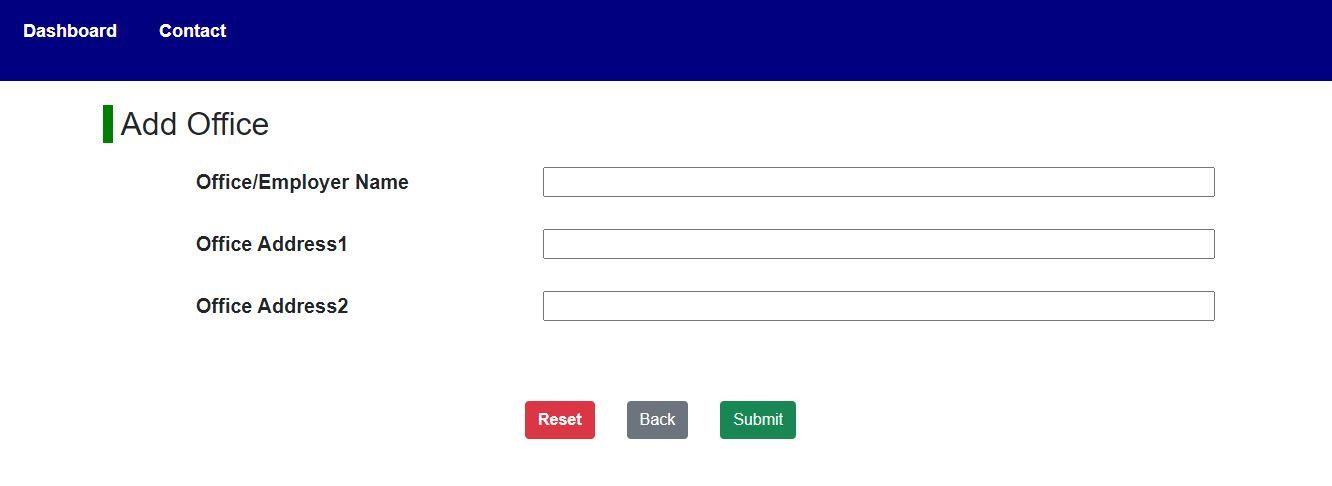 Dashboard Contact
Add Office
Office/Employer Name
Office Address1
Office Address2
Reset Back Submit